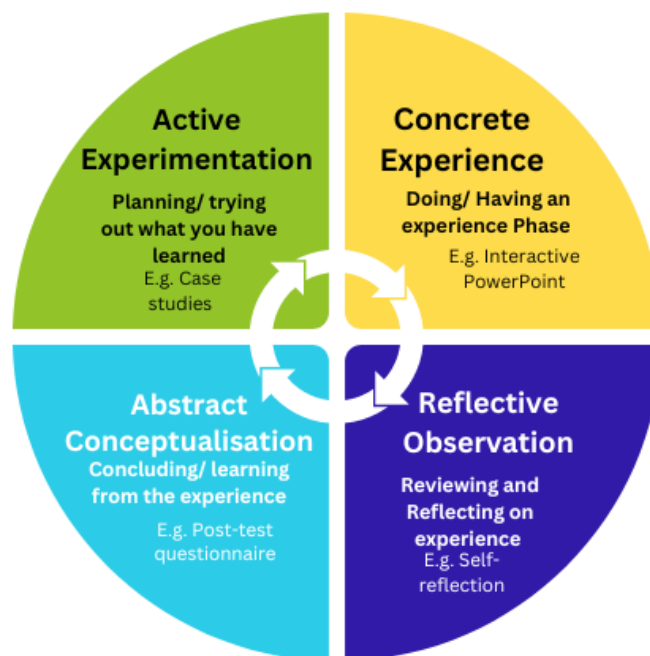 Active
Experimentation
Planning/ trying
out what you have
learned
E.g. Case
studies
Concrete
Experience
Doing/ Having an
experience Phase
E.g. Interactive
PowerPoint
Abstract
Conceptualisation
Concluding/ learning
from the experience
E.g. Post-test
questionnaire
Reflective
Observation
Reviewing and
Reflecting on
experience
E.g. Self-
reflection